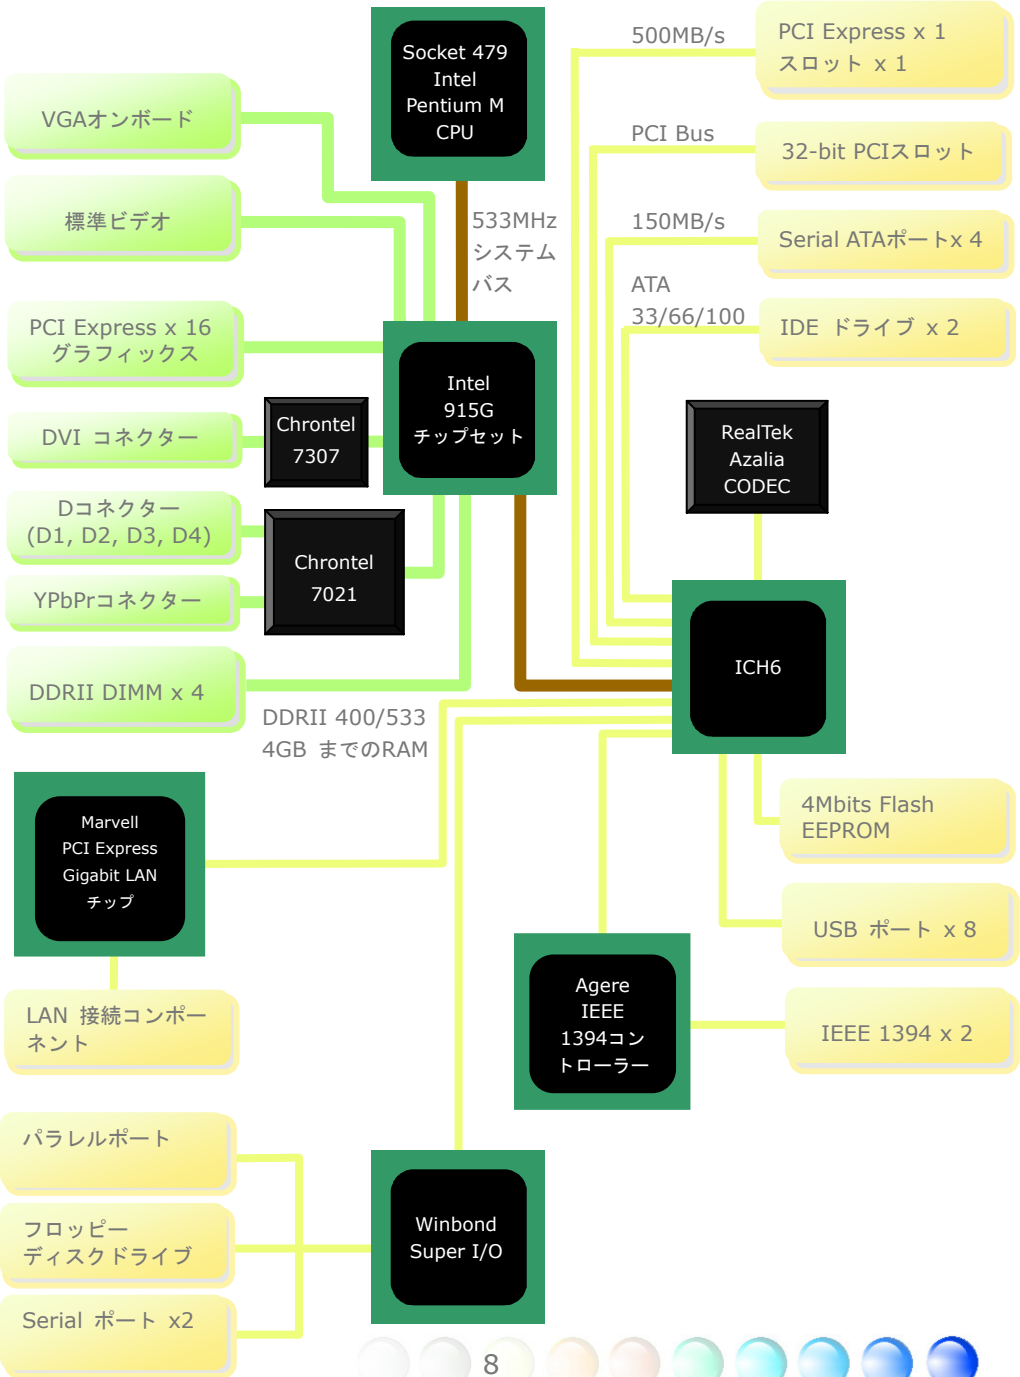 Socket 479
Intel
Pentium M
CPU
500MB/s
PCI Express x 1
スロット x 1
VGAオンボード
PCI Bus
32-bit PCIスロット
標準ビデオ
533MHz
システム
バス
150MB/s
Serial ATAポートx 4
ATA
33/66/100
IDE ドライブ x 2
PCI Express x 16
グラフィックス
Intel
915G
チップセット
DVI コネクター
Chrontel
7307
RealTek
Azalia
CODEC
Dコネクター
(D1, D2, D3, D4)
Chrontel
7021
YPbPrコネクター
DDRII DIMM x 4
ICH6
DDRII 400/533
4GB までのRAM
Marvell
PCI Express
Gigabit LAN
チップ
4Mbits Flash
EEPROM
USB ポート x 8
LAN 接続コンポー
ネント
Agere
IEEE
1394コン
トローラー
IEEE 1394 x 2
パラレルポート
フロッピー
ディスクドライブ
Winbond
Super I/O
Serial ポート x2
8